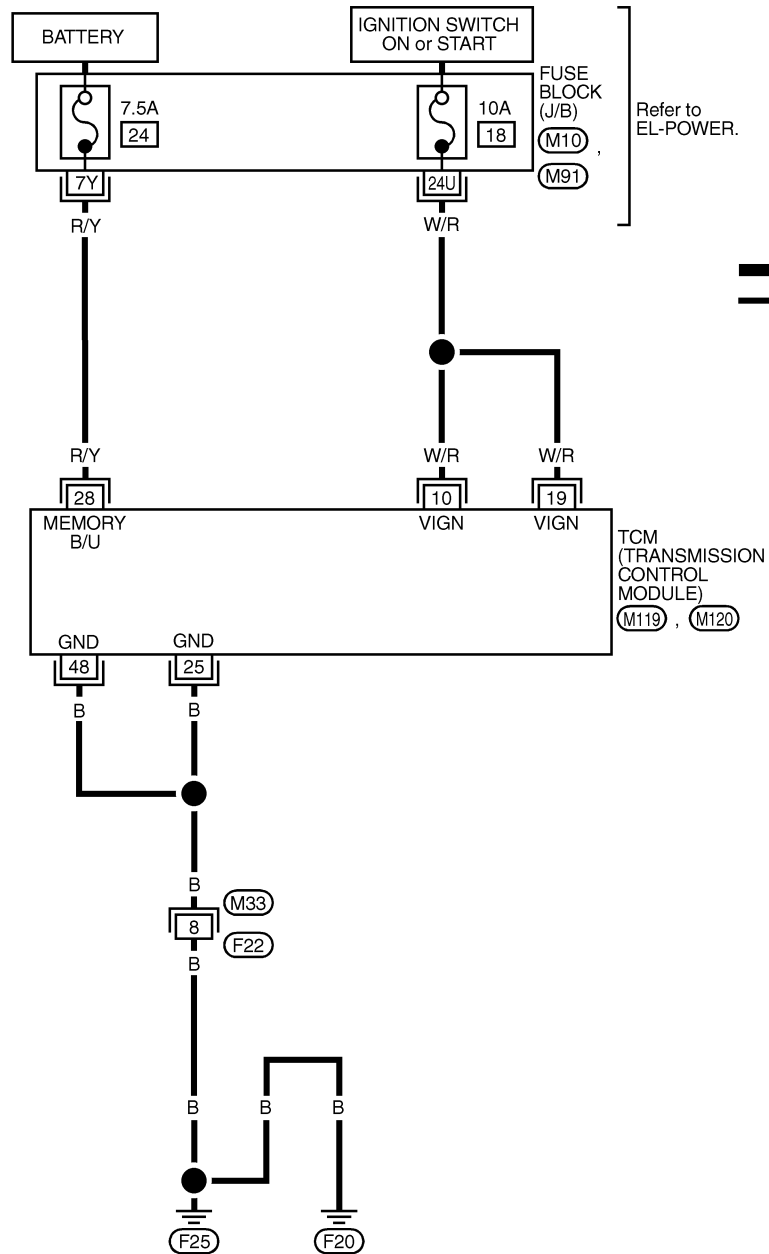 BATTERY
IGNITION SWITCH
ON or START
7.5A
24
10A
18
FUSE
BLOCK
(J/B)
M10 ,
M91
Refer to
EL-POWER.
7Y
24U
R/Y
W/R
R/Y
W/R
W/R
28
10
19
MEMORY
B/U
VIGN
VIGN
TCM
(TRANSMISSION
CONTROL
MODULE)
M119 , M120
GND
GND
48
25
B
B
B
M33
8
F22
B
B
B
B
F25
F20